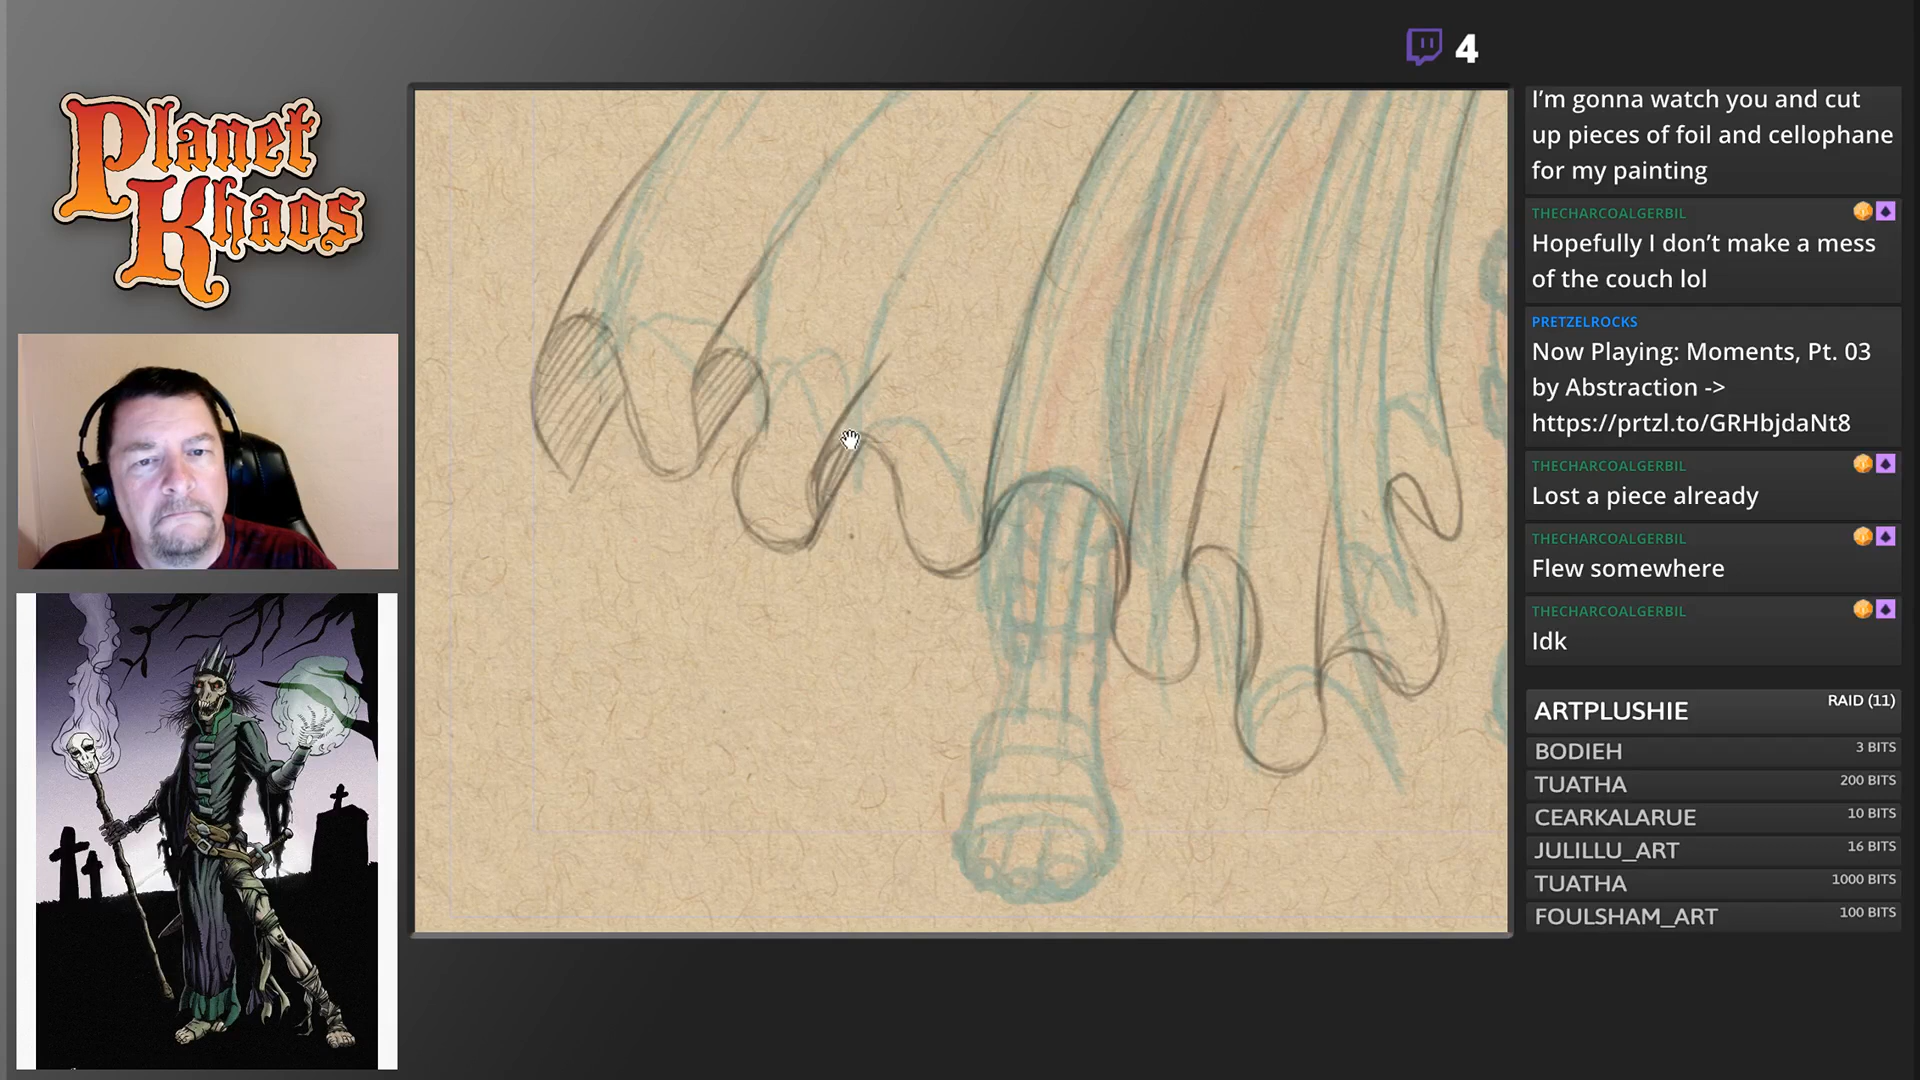 4
Planet
Khaos
I'm gonna watch you and cut
up pieces of foil and cellophane
for my painting
THECHARCOALGERBIL
Hopefully I don't make a mess
of the couch lol
PRETZELROCKS
Now Playing: Moments, Pt. 03
by Abstraction ->
https://prtzl.to/GRHbjdaNt8
THECHARCOALGERBIL
Lost a piece already
THECHARCOALGERBIL
Flew somewhere
THECHARCOALGERBIL
Idk
ARTPLUSHIE RAID (11)
BODIEH 3 BITS
TUATHA 200 BITS
CEARKALARUE 10 BITS
JULILLU_ART 16 BITS
TUATHA 1000 BITS
FOULSHAM_ART 100 BITS